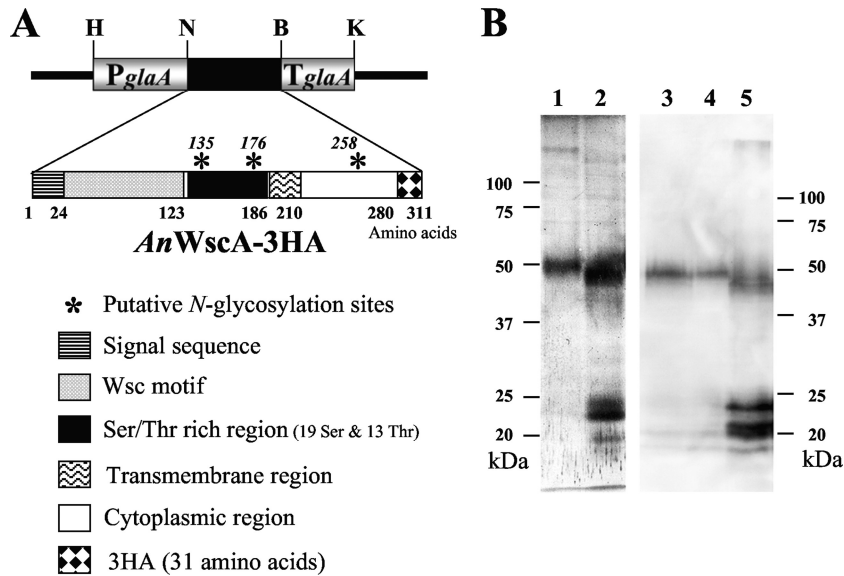 A
H N B K
PglaA TglaA
135 176 258
* * *
1 24 123 186 210 280 311
Amino acids
AnWscA-3HA
* Putative N-glycosylation sites
Signal sequence
Wsc motif
Ser/Thr rich region (19 Ser & 13 Thr)
Transmembrane region
Cytoplasmic region
3HA (31 amino acids)
B
1 2 3 4 5
100
75
50
37
25
20
kDa
100
75
50
37
25
20
kDa